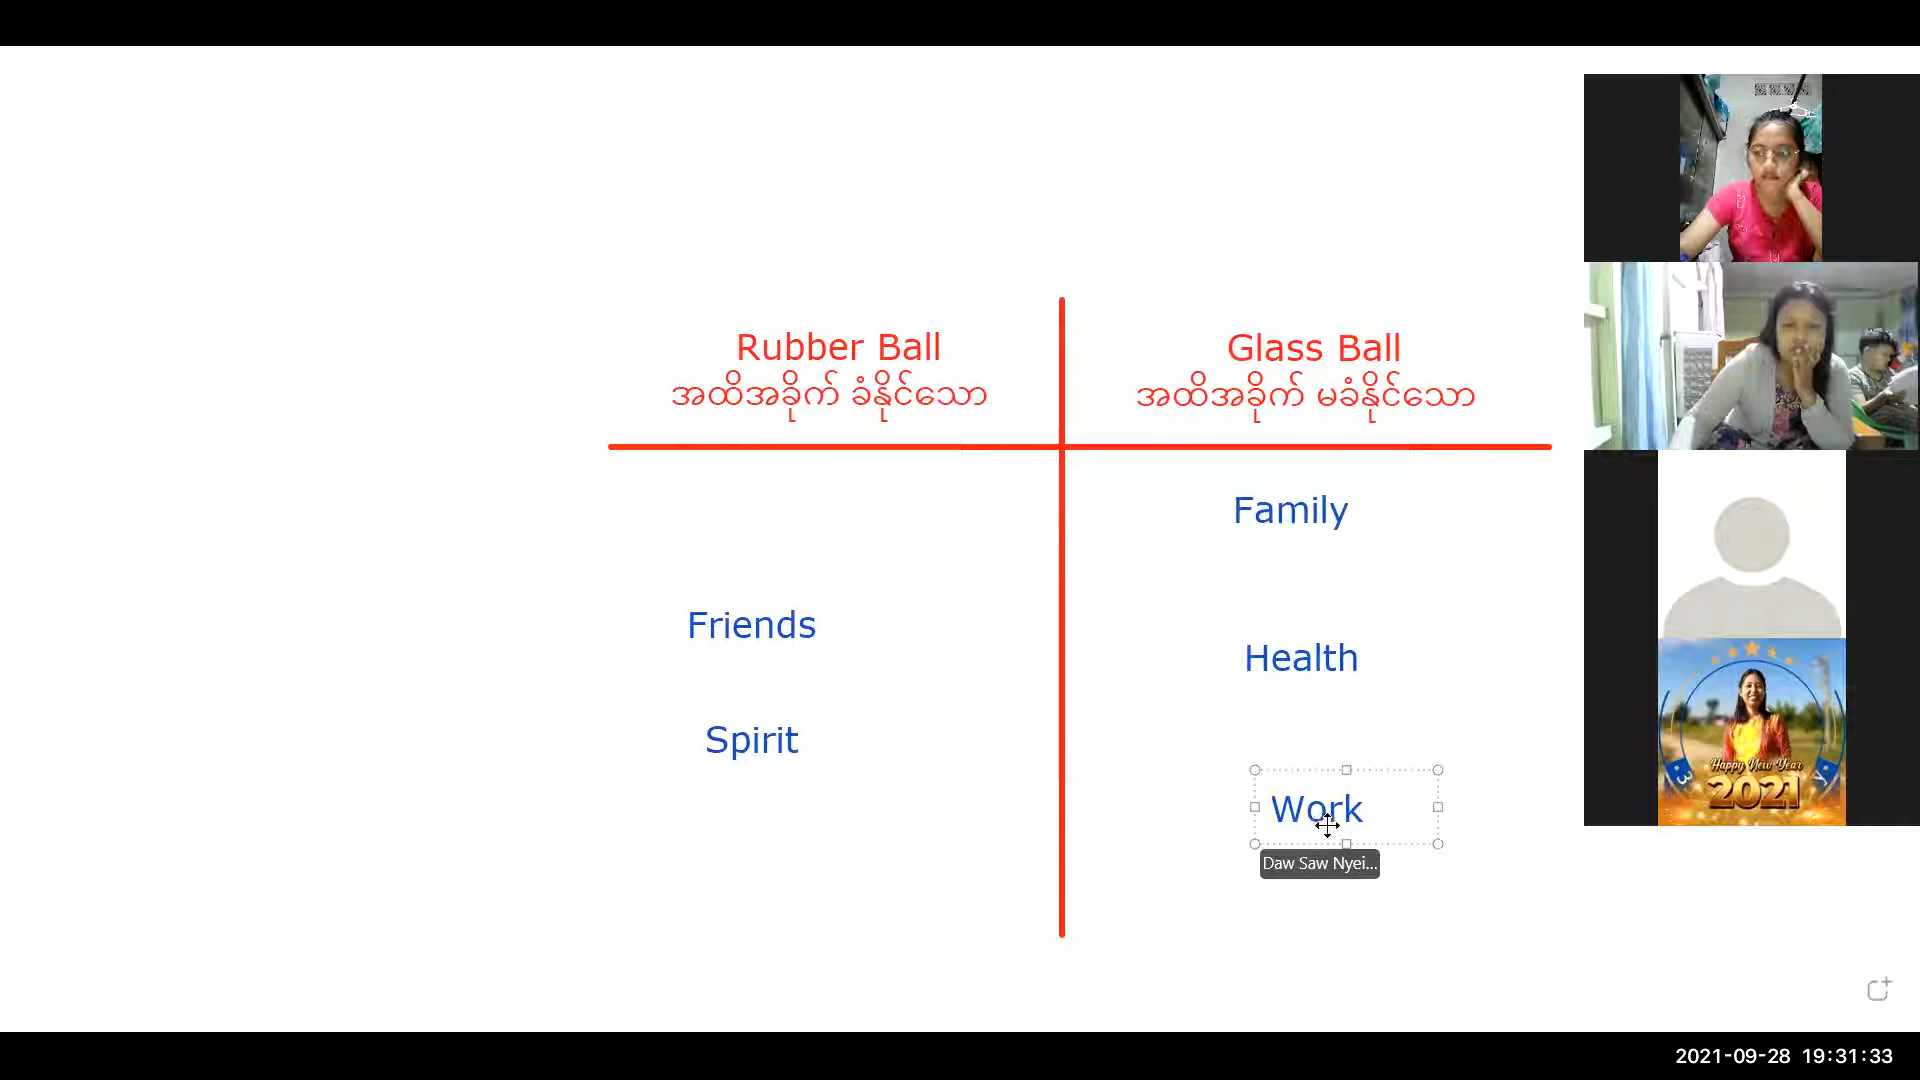 Rubber Ball
အထိအခိုက် ခံနိုင်သော
Glass Ball
အထိအခိုက် မခံနိုင်သော
Family
Friends
Health
Spirit
Work
Daw Saw Nyei...
Happy New Year
2021
2021-09-28 19:31:33